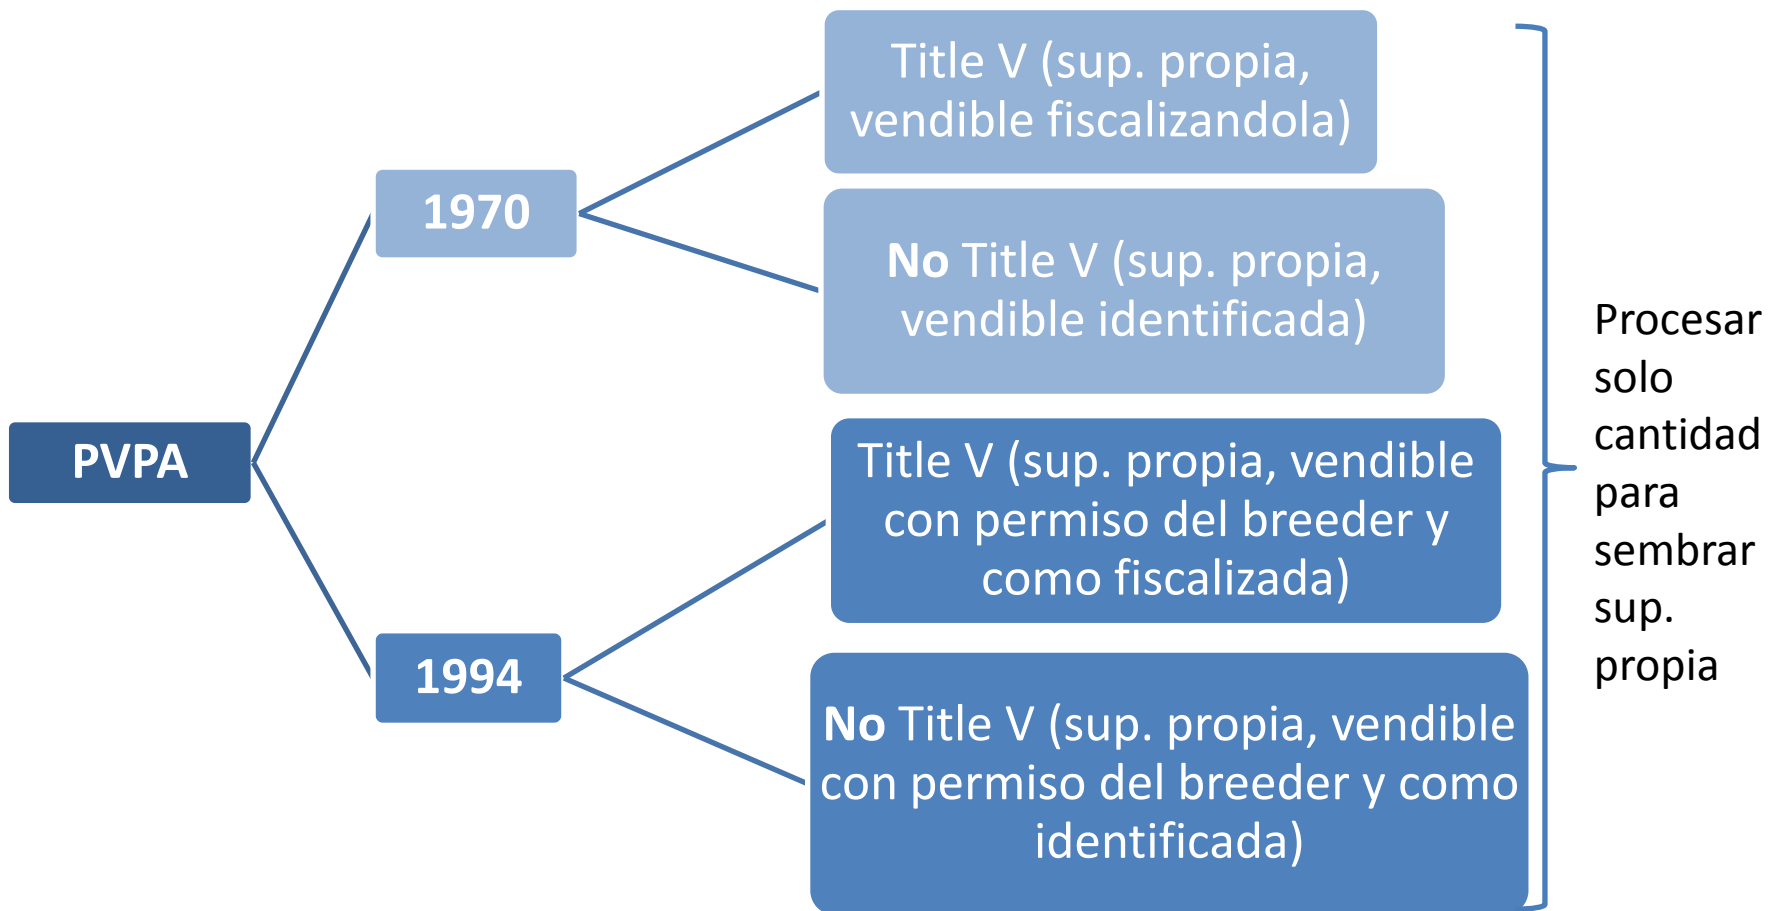 Title V (sup. propia,
vendible fiscalizandola)
1970
No Title V (sup. propia,
vendible identificada)
PVPA
Title V (sup. propia, vendible
con permiso del breeder y
como fiscalizada)
1994
No Title V (sup. propia, vendible
con permiso del breeder y como
identificada)
Procesar
solo
cantidad
para
sembrar
sup.
propia